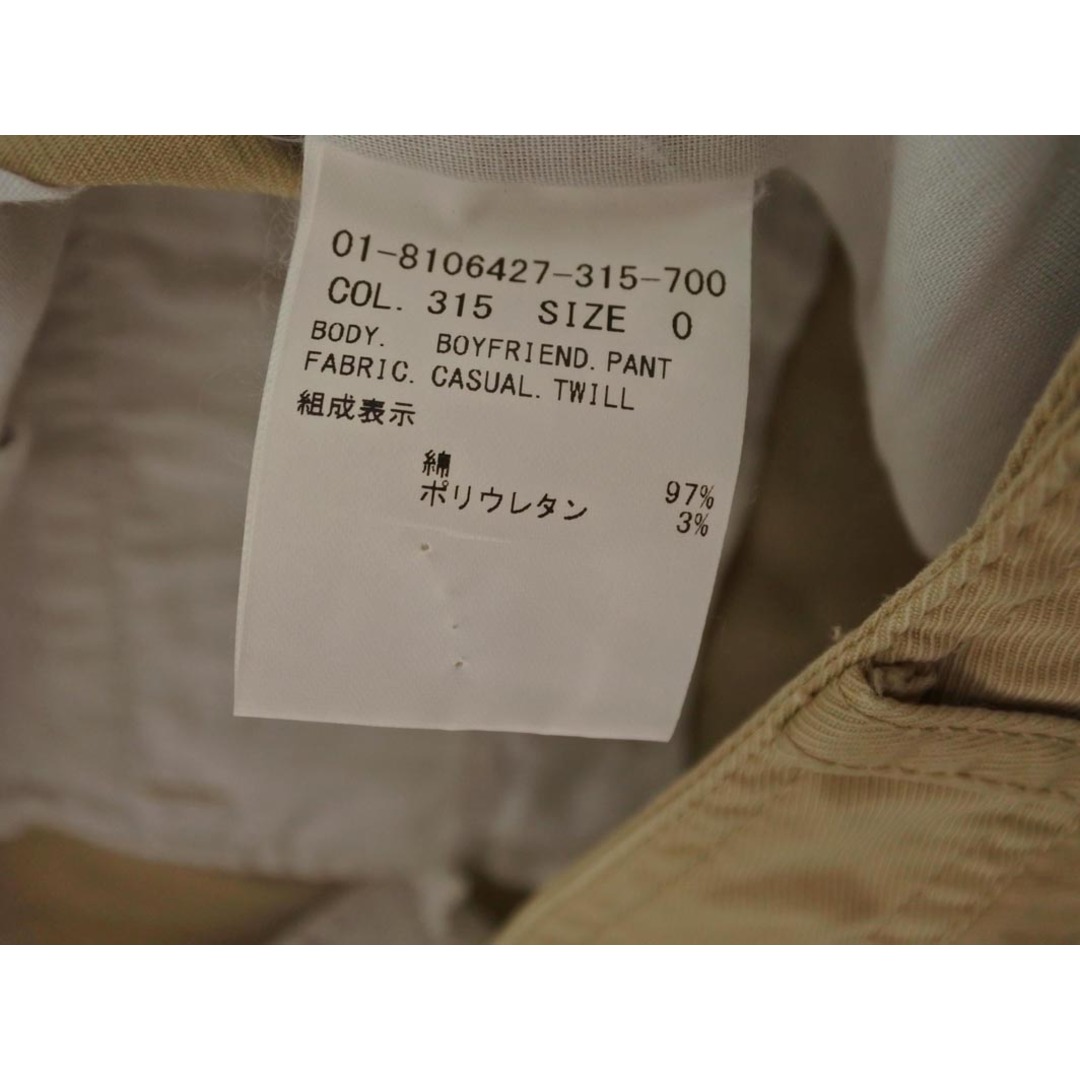 01-8106427-315-700
COL. 315 SIZE 0
BODY. BOYFRIEND.PANT
FABRIC. CASUAL.TWILL
組成表示
綿 97%
ポリウレタン 3%